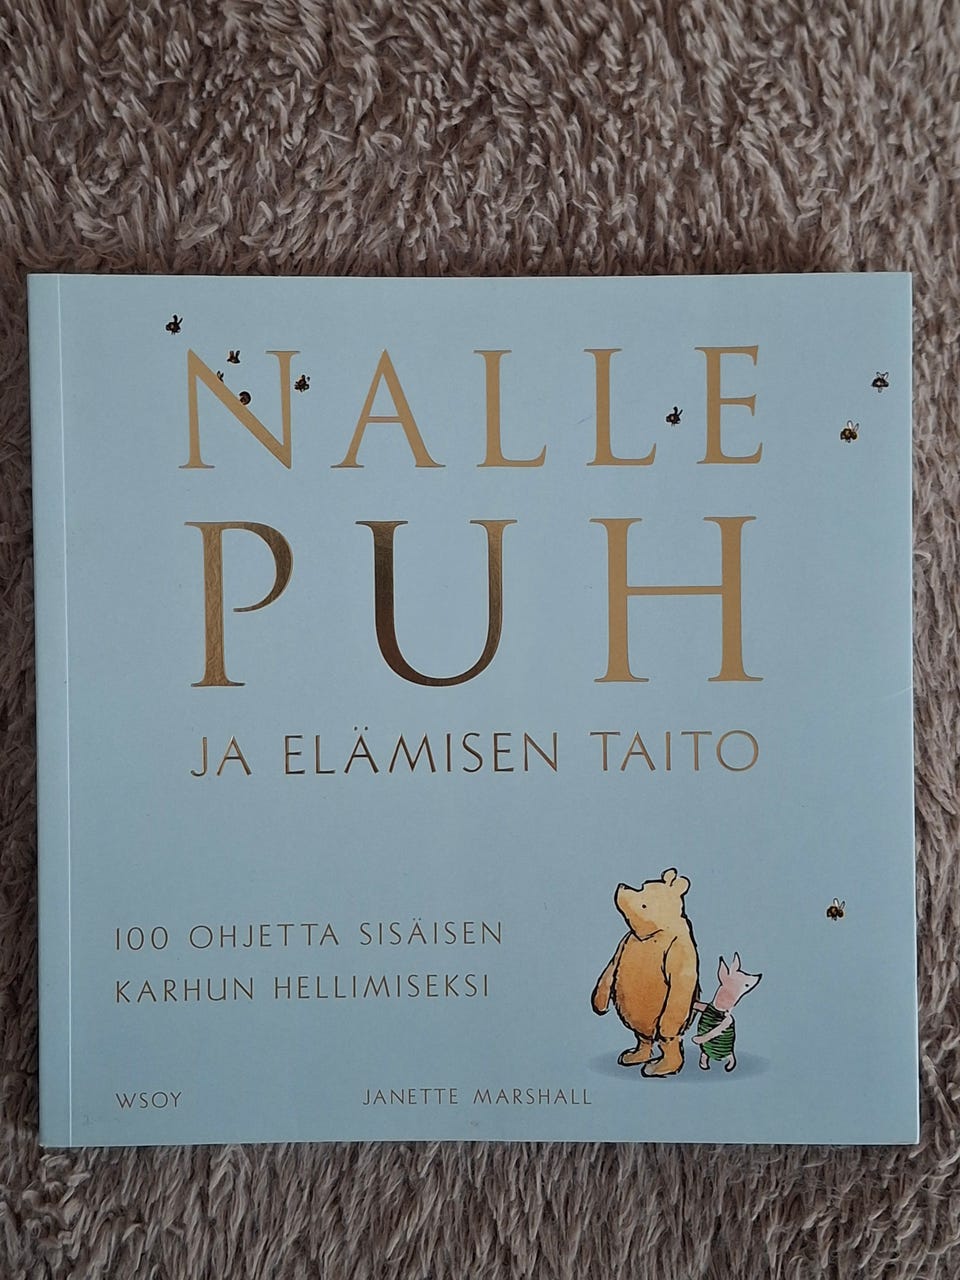 NALLE
PUH
JA ELÄMISEN TAITO
100 OHJETTA SISÄISEN
KARHUN HELLIMISEKSI
WSOY
JANETTE MARSHALL